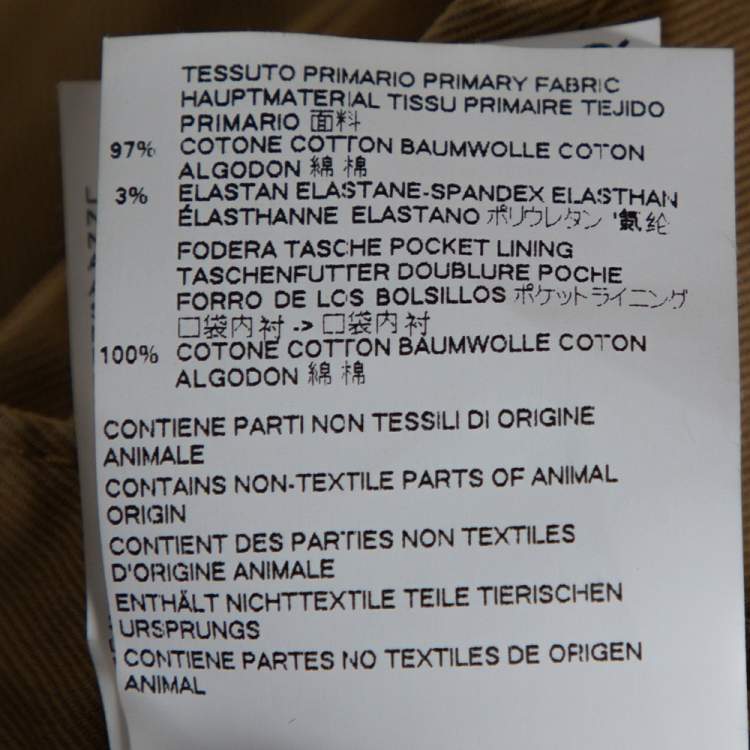 TESSUTO PRIMARIO PRIMARY FABRIC
HAUPTMATERIAL TISSU PRIMAIRE TEJIDO
PRIMARIO 面料
97% COTONE COTTON BAUMWOLLE COTON
ALGODON 綿 棉
3% ELASTAN ELASTANE-SPANDEX ELASTHAN
ÉLASTHANNE ELASTANO ポリウレタン '氨纶
FODERA TASCHE POCKET LINING
TASCHENFUTTER DOUBLURE POCHE
FORRO DE LOS BOLSILLOS ポケットライニング
口袋内衬 -> 口袋内衬
100% COTONE COTTON BAUMWOLLE COTON
ALGODON 綿 棉
CONTIENE PARTI NON TESSILI DI ORIGINE
ANIMALE
CONTAINS NON-TEXTILE PARTS OF ANIMAL
ORIGIN
CONTIENT DES PARTIES NON TEXTILES
D'ORIGINE ANIMALE
ENTHÄLT NICHTTEXTILE TEILE TIERISCHEN
URSPRUNGS
CONTIENE PARTES NO TEXTILES DE ORIGEN
ANIMAL